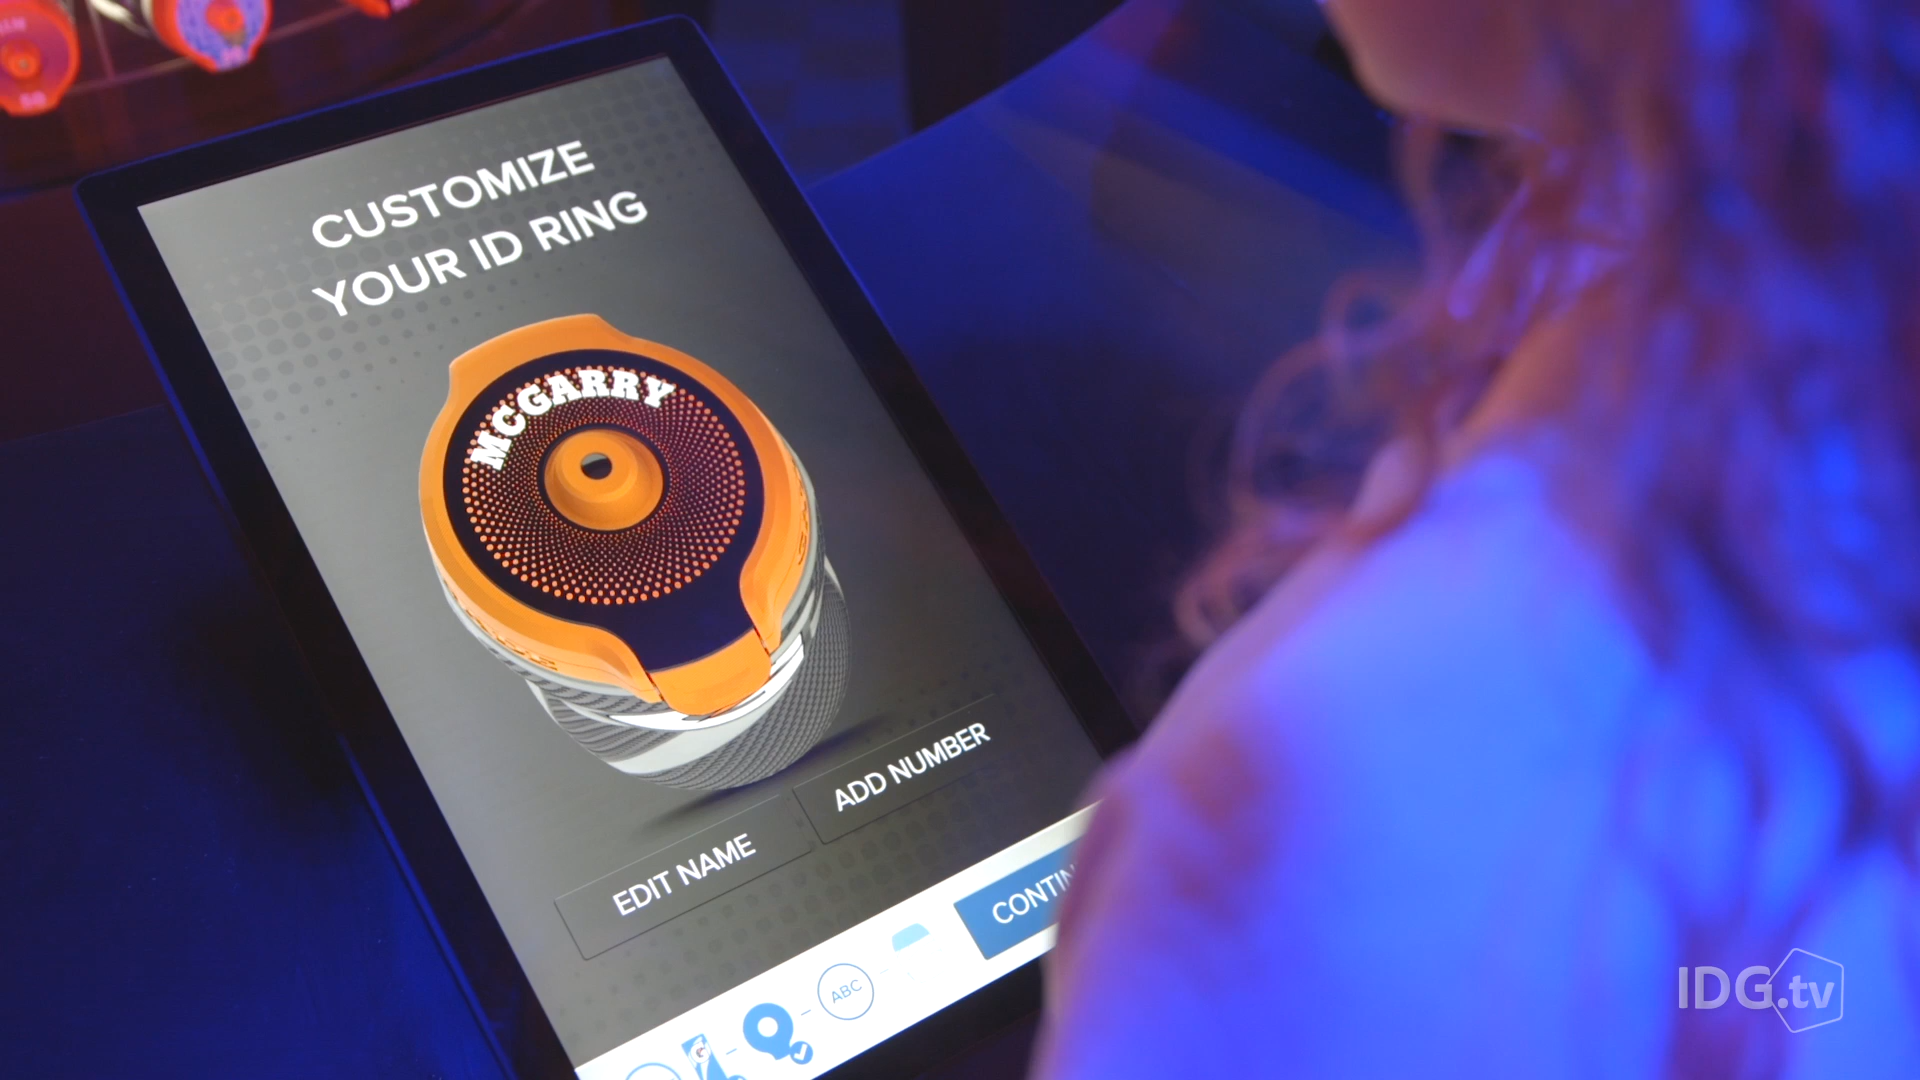 CUSTOMIZE
YOUR ID RING
MCGARRY
ADD NUMBER
EDIT NAME
ABC
G
IDG.tv